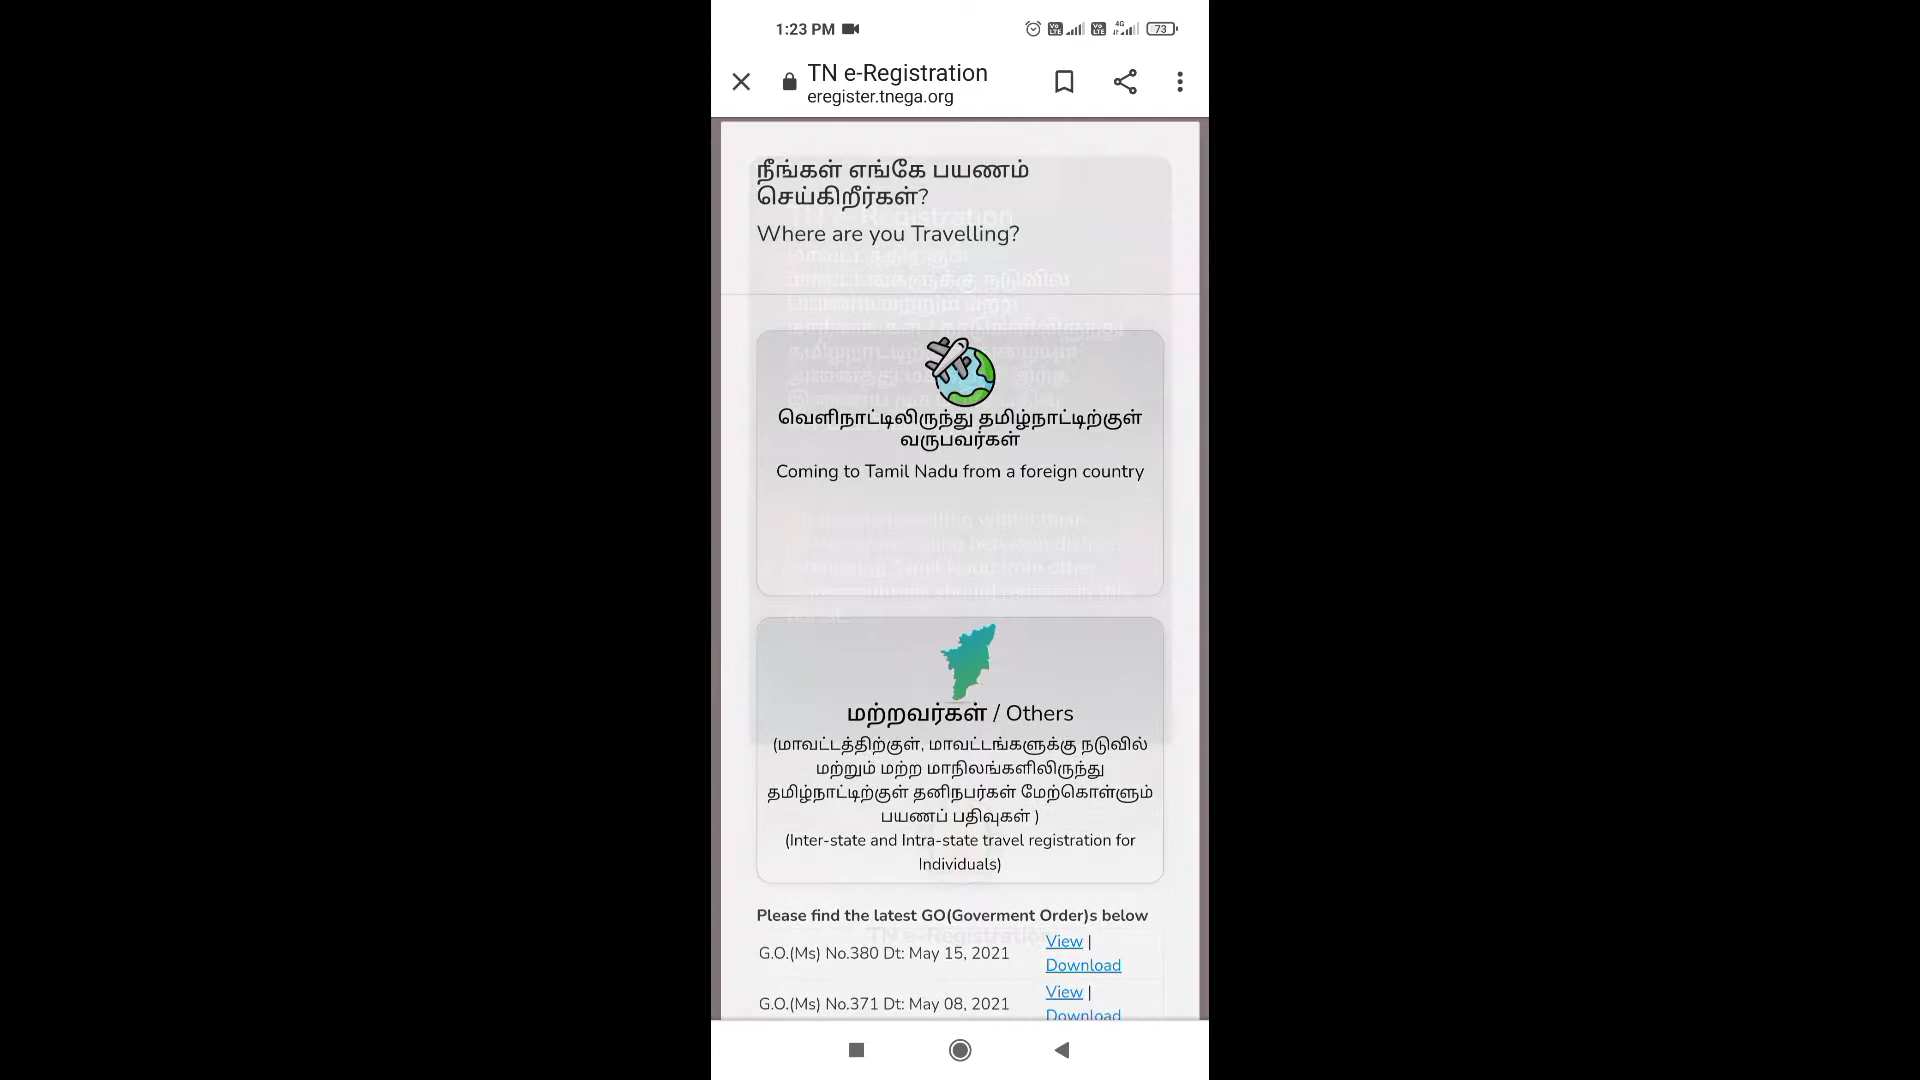 1:23 PM
4G
73
TN e-Registration
eregister.tnega.org
நீங்கள் எங்கே பயணம்
செய்கிறீர்கள்?
Where are you Travelling?
வெளிநாட்டிலிருந்து தமிழ்நாட்டிற்குள்
வருபவர்கள்
Coming to Tamil Nadu from a foreign country
மற்றவர்கள் / Others
(மாவட்டத்திற்குள், மாவட்டங்களுக்கு நடுவில்
மற்றும் மற்ற மாநிலங்களிலிருந்து
தமிழ்நாட்டிற்குள் தனிநபர்கள் மேற்கொள்ளும்
பயணப் பதிவுகள் )
(Inter-state and Intra-state travel registration for
Individuals)
Please find the latest GO(Goverment Order)s below
TN e-Registration
G.O.(Ms) No.380 Dt: May 15, 2021
View |
Download
G.O.(Ms) No.371 Dt: May 08, 2021
View |
Download